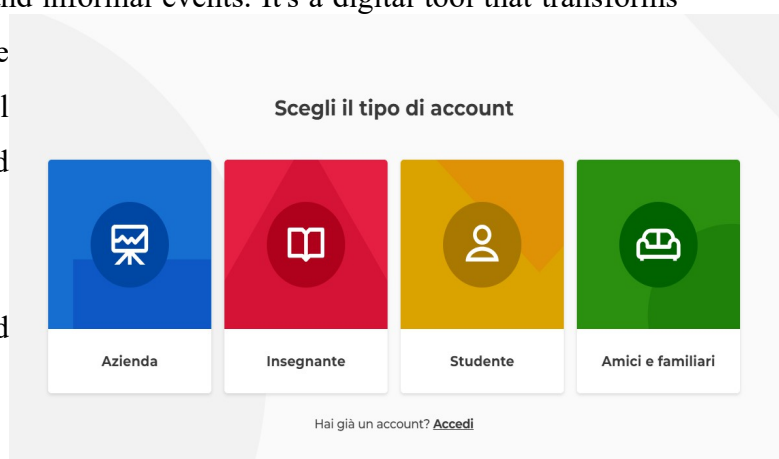 and informal events. It's a digital tool that transforms
Scegli il tipo di account
Azienda
Insegnante
Studente
Amici e familiari
Hai già un account? Accedi